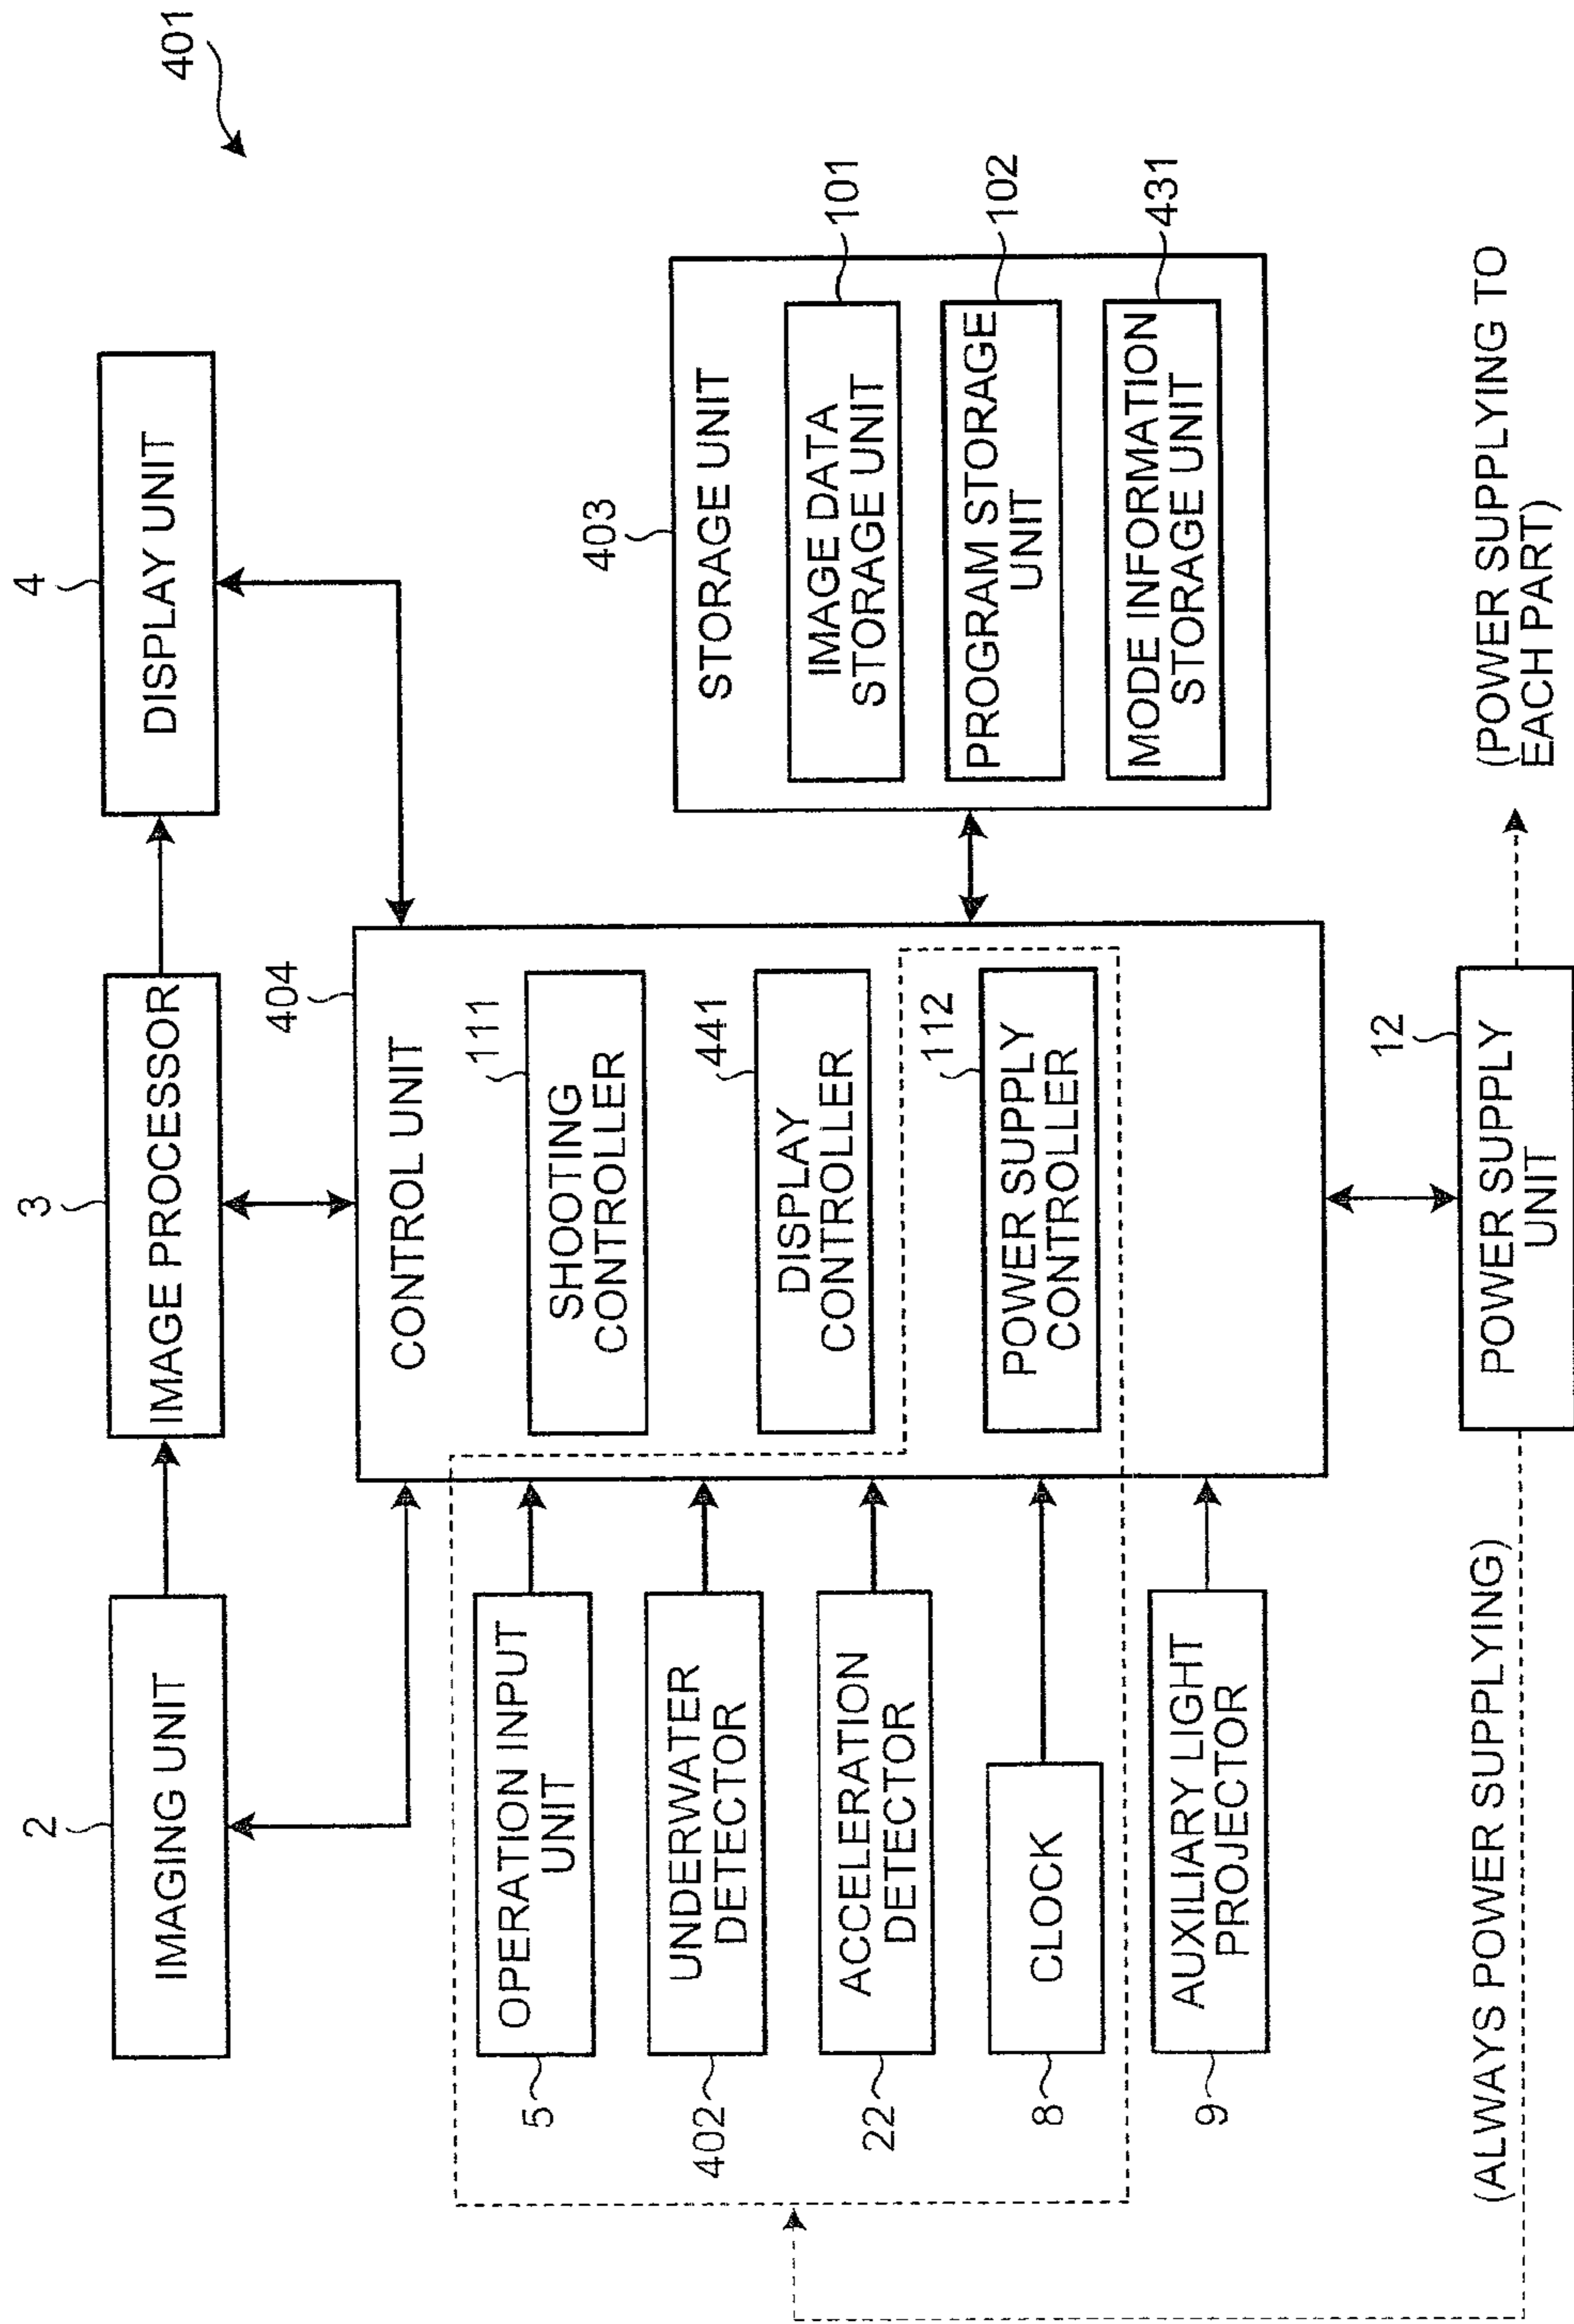 401
2
IMAGING UNIT
3
IMAGE PROCESSOR
4
DISPLAY UNIT
404
CONTROL UNIT
111
SHOOTING
CONTROLLER
441
DISPLAY
CONTROLLER
112
POWER SUPPLY
CONTROLLER
5
OPERATION INPUT
UNIT
402
UNDERWATER
DETECTOR
22
ACCELERATION
DETECTOR
8
CLOCK
9
AUXILIARY LIGHT
PROJECTOR
403
STORAGE UNIT
IMAGE DATA
STORAGE UNIT
101
PROGRAM STORAGE
UNIT
102
MODE INFORMATION
STORAGE UNIT
431
(ALWAYS POWER SUPPLYING)
12
POWER SUPPLY
UNIT
(POWER SUPPLYING TO
EACH PART)